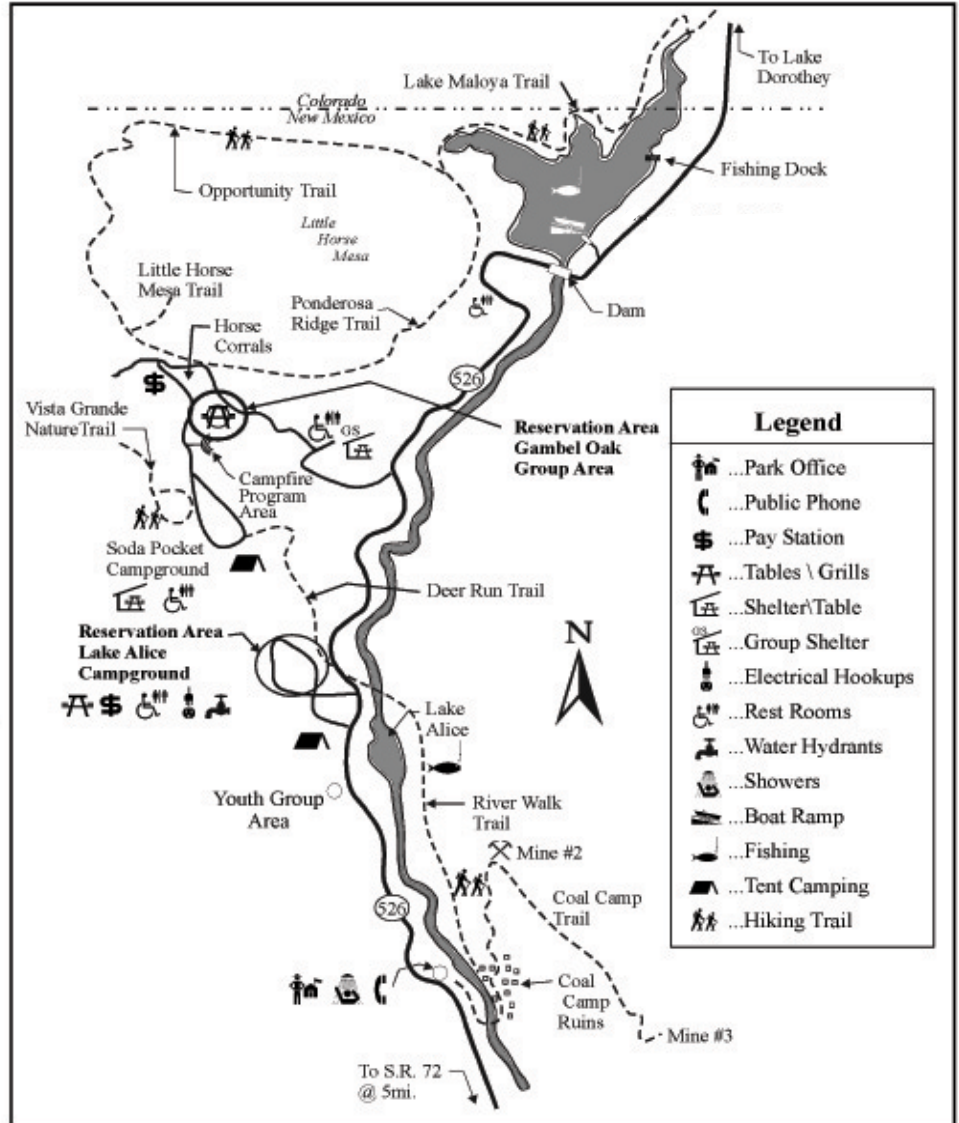 To Lake
Dorothey
Lake Maloya Trail
Colorado
New Mexico
Fishing Dock
Opportunity Trail
Little
Horse
Mesa
Little Horse
Mesa Trail
Ponderosa
Ridge Trail
Dam
Horse
Corrals
526
Vista Grande
NatureTrail
GS
Reservation Area
Gambel Oak
Group Area
Campfire
Program
Area
Soda Pocket
Campground
Deer Run Trail
Reservation Area
Lake Alice
Campground
N
Lake
Alice
Youth Group
Area
River Walk
Trail
Mine #2
Coal Camp
Trail
526
Coal
Camp
Ruins
Mine #3
To S.R. 72
@ 5mi.
Legend
...Park Office
...Public Phone
...Pay Station
...Tables \ Grills
...Shelter\Table
GS
...Group Shelter
...Electrical Hookups
...Rest Rooms
...Water Hydrants
...Showers
...Boat Ramp
...Fishing
...Tent Camping
...Hiking Trail